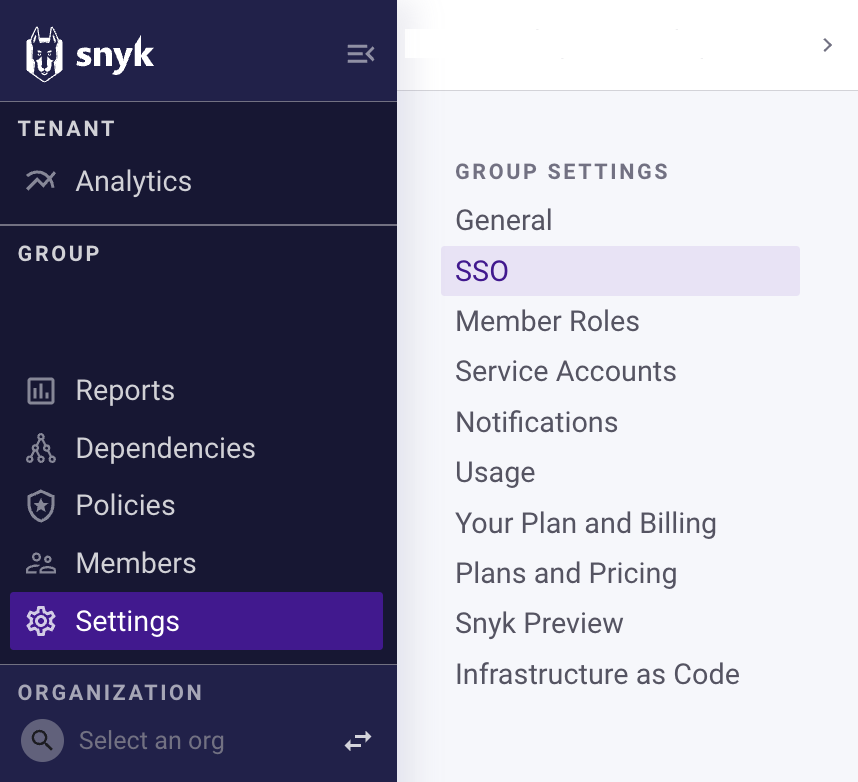 snyk
TENANT
Analytics
GROUP
Reports
Dependencies
Policies
Members
Settings
ORGANIZATION
Select an org
GROUP SETTINGS
General
SSO
Member Roles
Service Accounts
Notifications
Usage
Your Plan and Billing
Plans and Pricing
Snyk Preview
Infrastructure as Code